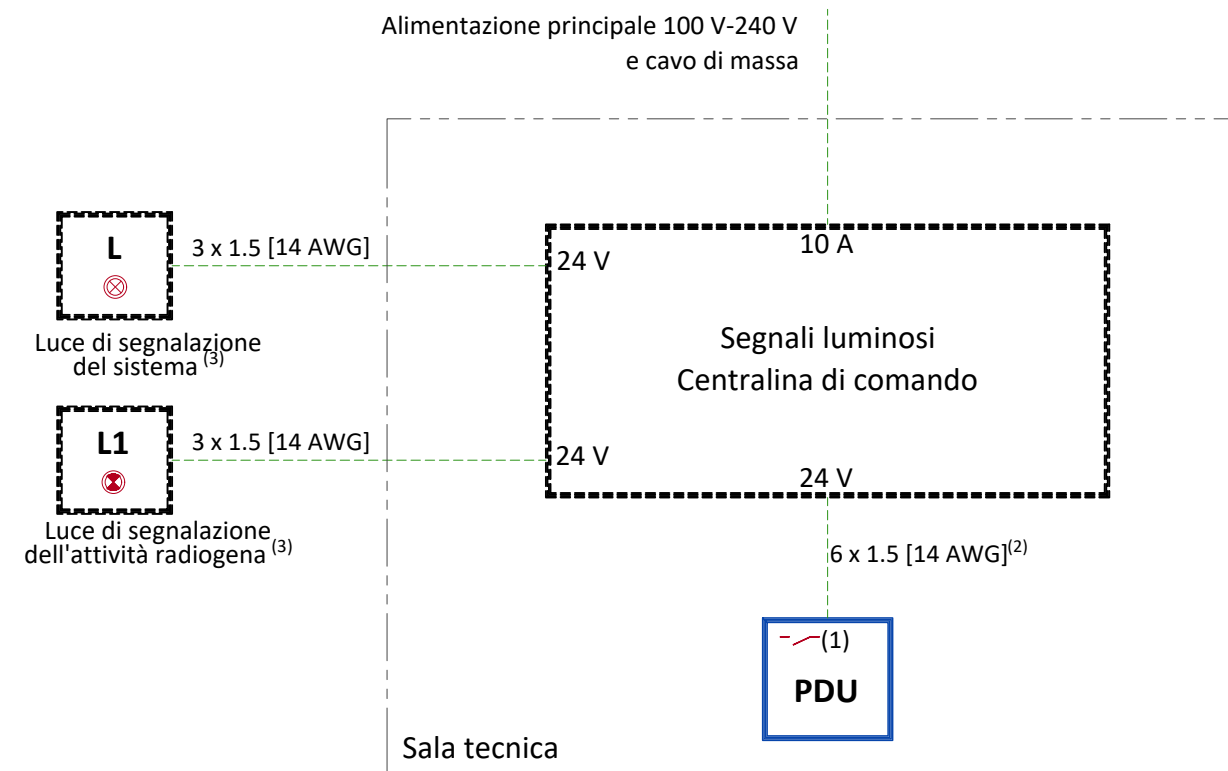 Alimentazione principale 100 V-240 V
e cavo di massa
L
3 x 1.5 [14 AWG]
24 V
10 A
Luce di segnalazione
del sistema (3)
Segnali luminosi
Centralina di comando
L1
3 x 1.5 [14 AWG]
24 V
24 V
Luce di segnalazione
dell'attività radiogena (3)
6 x 1.5 [14 AWG](2)
(1)
PDU
Sala tecnica